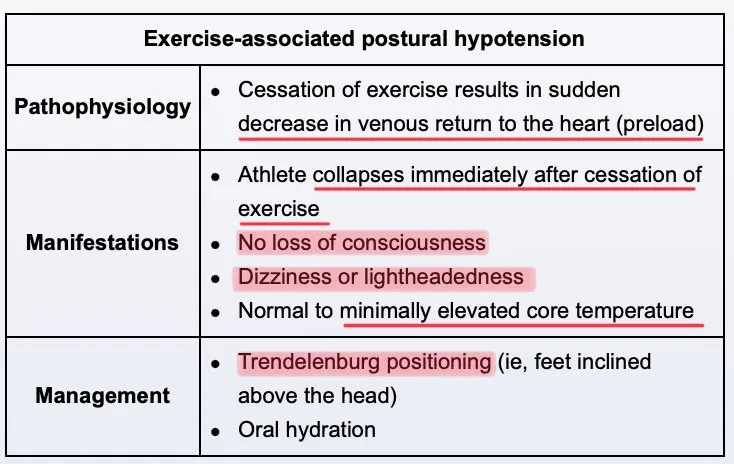 Exercise-associated postural hypotension
Pathophysiology
• Cessation of exercise results in sudden
decrease in venous return to the heart (preload)
Manifestations
• Athlete collapses immediately after cessation of
exercise
• No loss of consciousness
• Dizziness or lightheadedness
• Normal to minimally elevated core temperature
Management
• Trendelenburg positioning (ie, feet inclined
above the head)
• Oral hydration